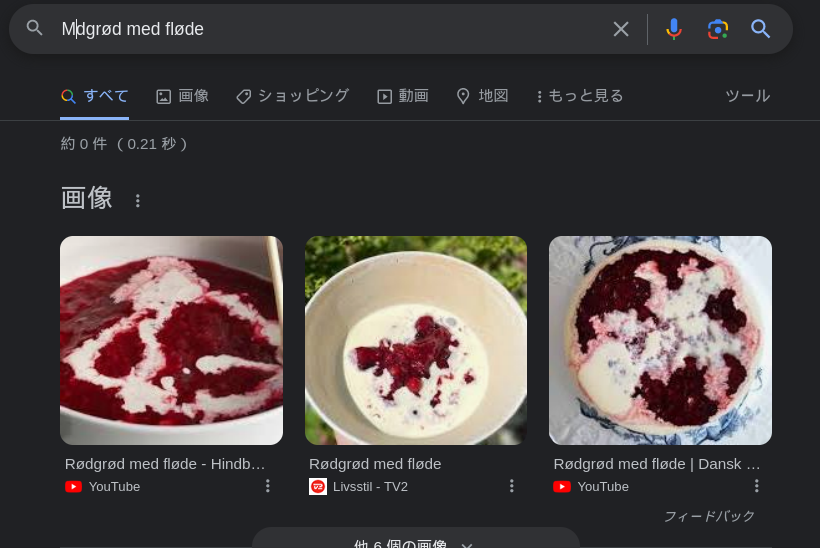 Mdgrød med fløde
すべて 画像 ショッピング 動画 地図 もっと見る ツール
約 0 件 （0.21 秒）
画像
Rødgrød med fløde - Hindb… Rødgrød med fløde Rødgrød med fløde | Dansk …
YouTube Livsstil - TV2 YouTube
フィードバック
他 6 個の画像